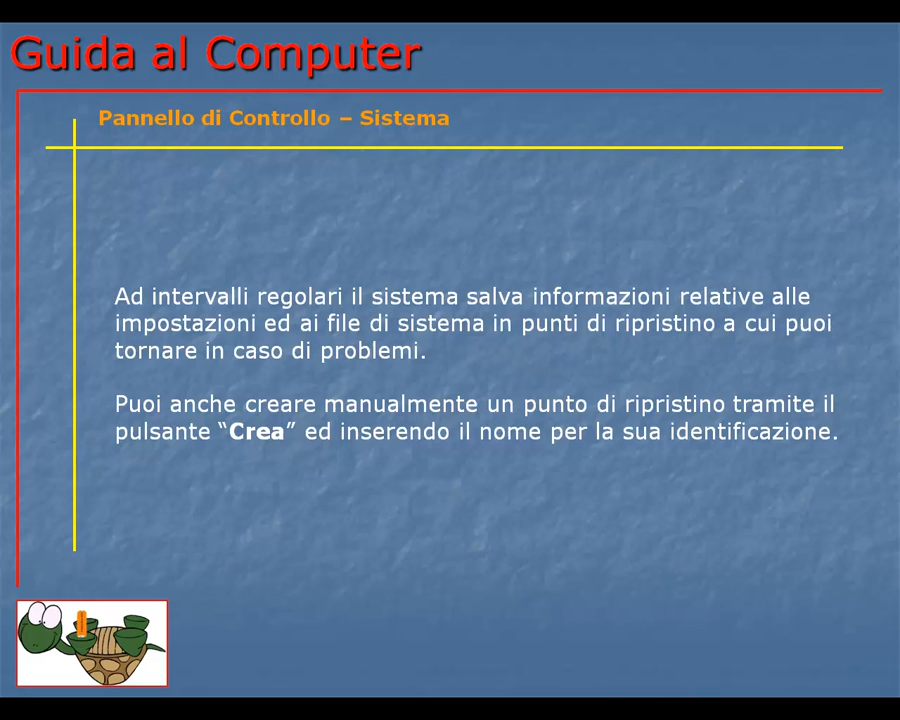 Guida al Computer
Pannello di Controllo – Sistema
Ad intervalli regolari il sistema salva informazioni relative alle
impostazioni ed ai file di sistema in punti di ripristino a cui puoi
tornare in caso di problemi.
Puoi anche creare manualmente un punto di ripristino tramite il
pulsante “Crea” ed inserendo il nome per la sua identificazione.